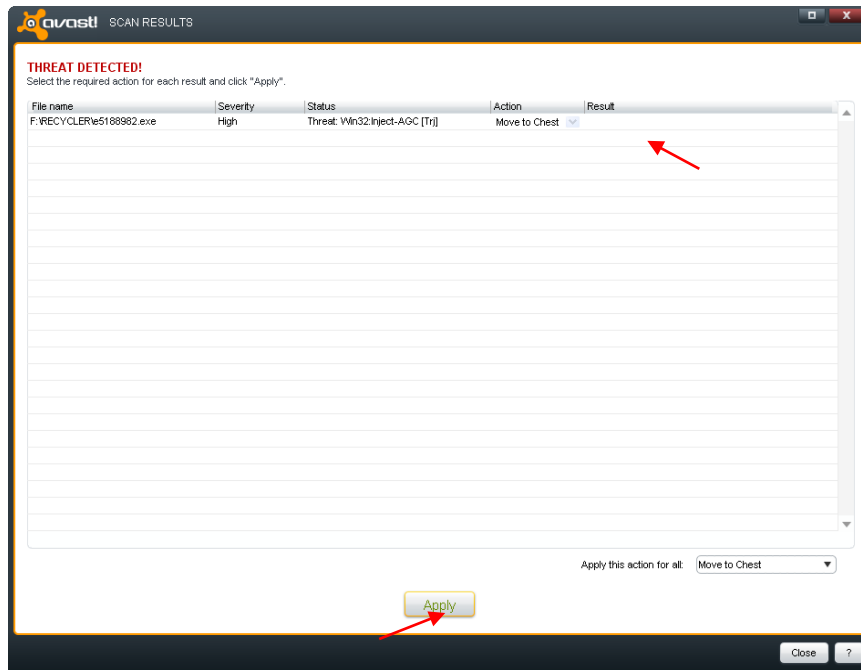 avast! SCAN RESULTS
X
THREAT DETECTED!
Select the required action for each result and click "Apply".
File name Severity Status Action Result
F:\RECYCLER\e5188982.exe High Threat: Win32:Inject-AGC [Trj] Move to Chest
Apply this action for all: Move to Chest
Apply
Close ?